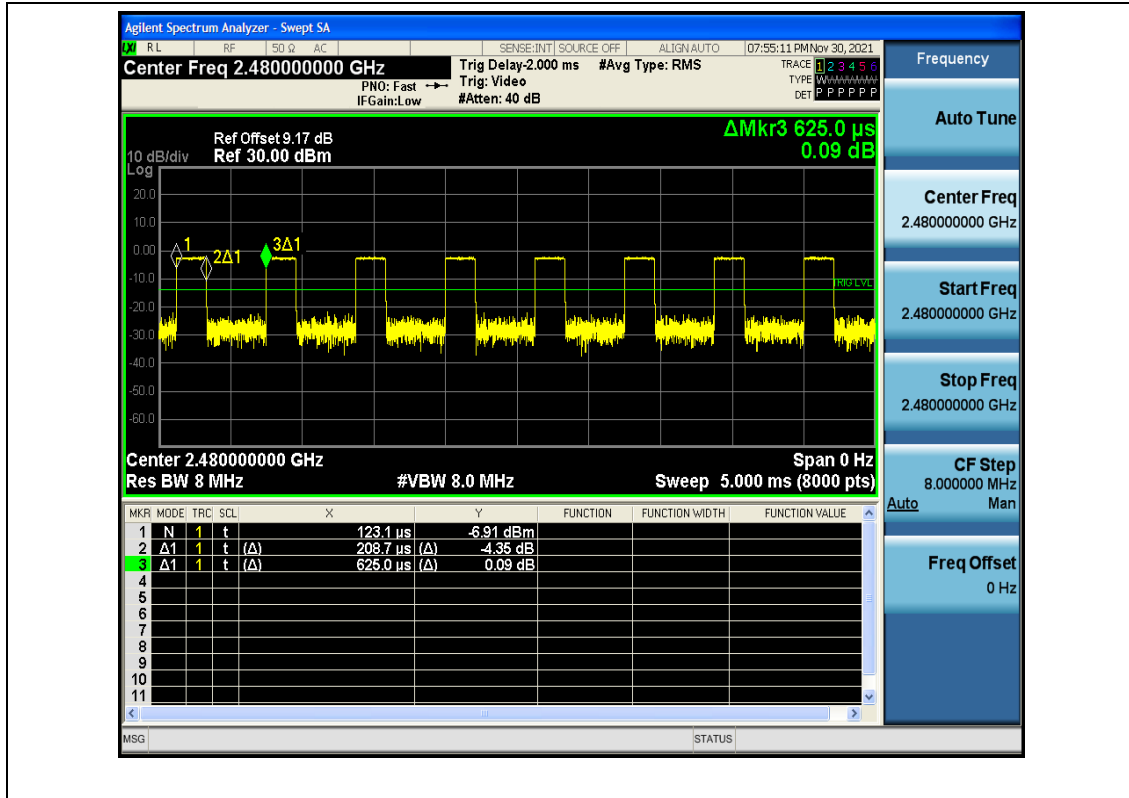 Agilent Spectrum Analyzer - Swept SA
LXI RL RF 50 Ω AC SENSE:INT SOURCE OFF ALIGN AUTO 07:55:11 PM Nov 30, 2021
Center Freq 2.480000000 GHz
PNO: Fast
IFGain:Low
Trig Delay-2.000 ms #Avg Type: RMS
Trig: Video
#Atten: 40 dB
TRACE 1 2 3 4 5 6
TYPE W
DET P P P P P P
ΔMkr3 625.0 µs
0.09 dB
Ref Offset 9.17 dB
10 dB/div Ref 30.00 dBm
Log
20.0
10.0
0.00
-10.0
-20.0
-30.0
-40.0
-50.0
-60.0
1
2Δ1
3Δ1
TRIG LVL
Center 2.480000000 GHz Span 0 Hz
Res BW 8 MHz #VBW 8.0 MHz Sweep 5.000 ms (8000 pts)
MKR MODE TRC SCL X Y FUNCTION FUNCTION WIDTH FUNCTION VALUE
1 N 1 t 123.1 µs -6.91 dBm
2 Δ1 1 t (Δ) 208.7 µs (Δ) -4.35 dB
3 Δ1 1 t (Δ) 625.0 µs (Δ) 0.09 dB
4
5
6
7
8
9
10
11
MSG STATUS
Frequency
Auto Tune
Center Freq
2.480000000 GHz
Start Freq
2.480000000 GHz
Stop Freq
2.480000000 GHz
CF Step
8.000000 MHz
Auto Man
Freq Offset
0 Hz